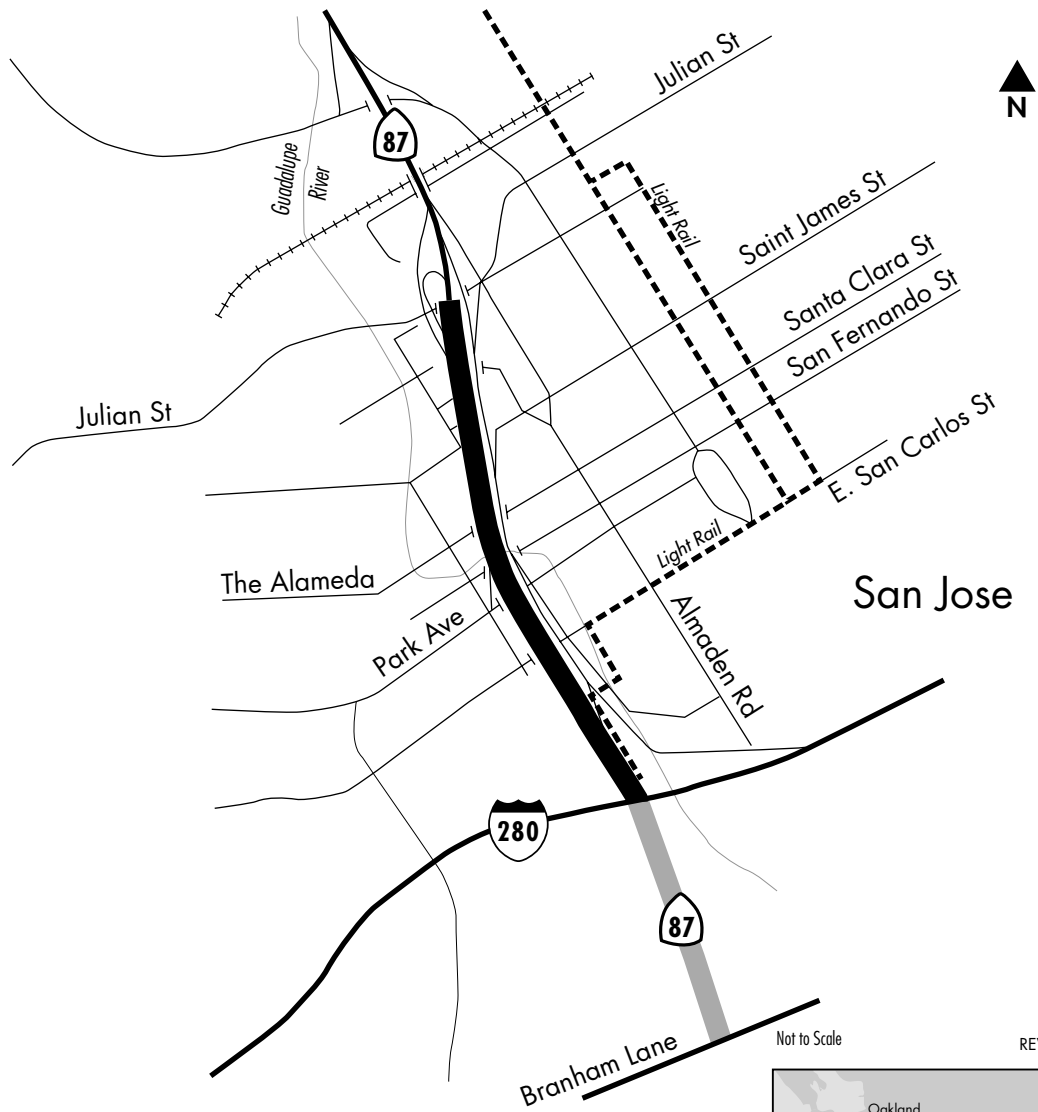 Julian St
N
87
Guadalupe
River
Light Rail
Saint James St
Santa Clara St
San Fernando St
Julian St
E. San Carlos St
Light Rail
The Alameda
San Jose
Almaden Rd
Park Ave
280
87
Not to Scale
Branham Lane
Oakland